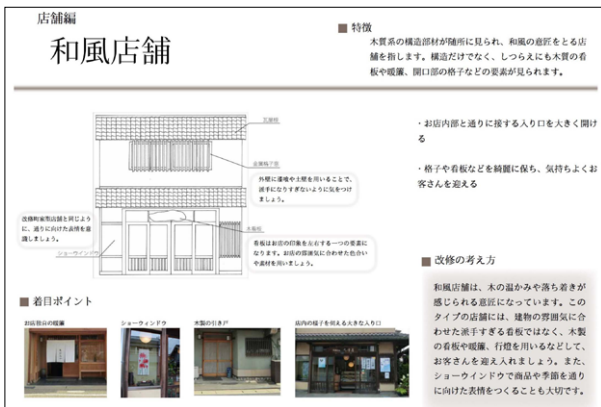 店舗編
和風店舗
特徴
木質系の構造部材が随所に見られ、和風の意匠をとる店
舗を指します。構造だけでなく、しつらえにも木質の看
板や暖簾、開口部の格子などの要素が見られます。
・お店内部と通りに接する入り口を大きく開け
る
・格子や看板などを綺麗に保ち、気持ちよくお
客さんを迎える
瓦屋根
外壁に漆喰や土壁を用いることで、
派手になりすぎないように気をつけ
ましょう。
改修町家型店舗と同じよう
に、通りに向けた表情を意
識しましょう。
木看板
看板はお店の印象を左右する一つの要素に
なります。お店の雰囲気に合わせた色合い
や素材を用いましょう。
ショーウインドウ
着目ポイント
お店独自の暖簾
ショーウィンドウ
木製の引き戸
店内の様子を伺える大きな入り口
改修の考え方
和風店舗は、木の温かみや落ち着きが
感じられる意匠になっています。この
タイプの店舗には、建物の雰囲気に合
わせた派手すぎる看板ではなく、木製
の看板や暖簾、行燈を用いるなどして、
お客さんを迎え入れましょう。また、
ショーウインドウで商品や季節を通り
に向けた表情をつくることも大切です。